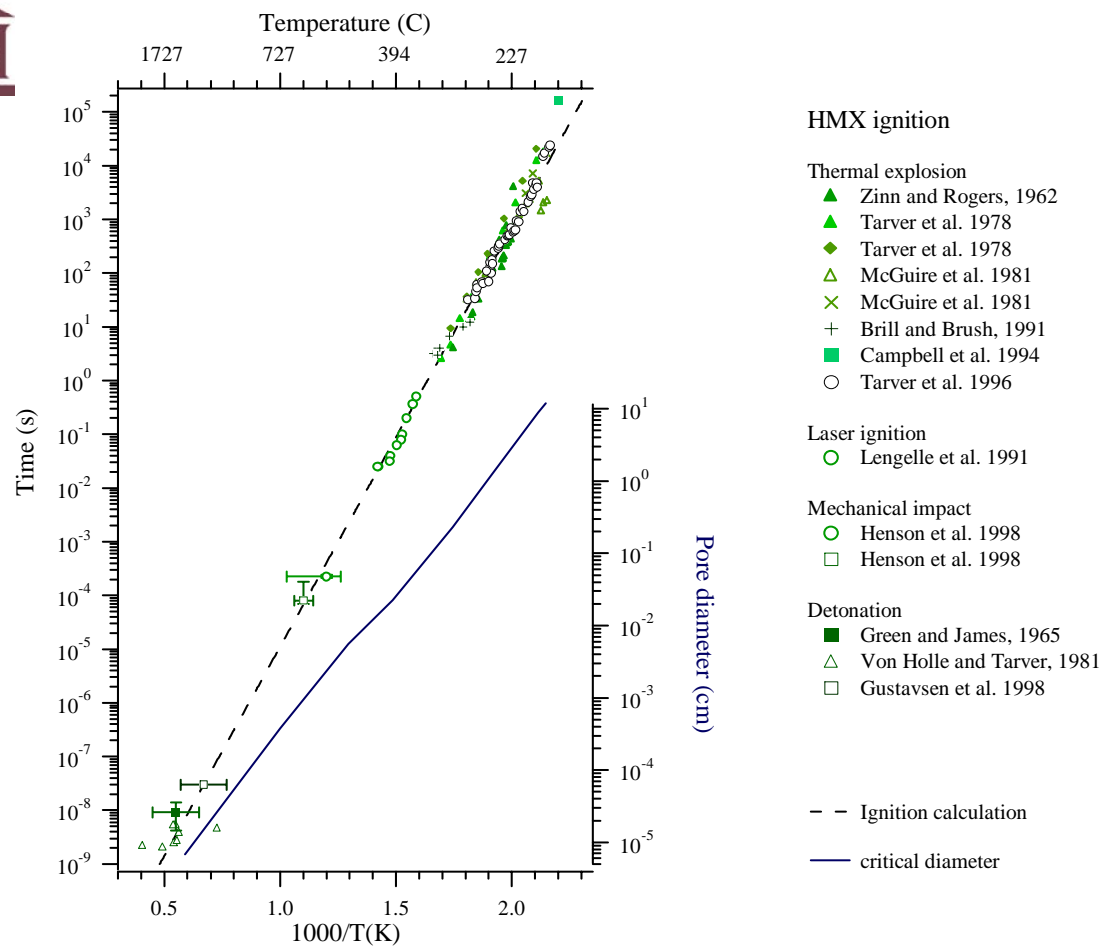 Temperature (C)
1727 727 394 227
10^5
10^4
10^3
10^2
10^1
10^0
10^-1
10^-2
10^-3
10^-4
10^-5
10^-6
10^-7
10^-8
10^-9
Time (s)
0.5 1.0 1.5 2.0
1000/T(K)
10^1
10^0
10^-1
10^-2
10^-3
10^-4
10^-5
Pore diameter (cm)
HMX ignition
Thermal explosion
Zinn and Rogers, 1962
Tarver et al. 1978
Tarver et al. 1978
McGuire et al. 1981
McGuire et al. 1981
Brill and Brush, 1991
Campbell et al. 1994
Tarver et al. 1996
Laser ignition
Lengelle et al. 1991
Mechanical impact
Henson et al. 1998
Henson et al. 1998
Detonation
Green and James, 1965
Von Holle and Tarver, 1981
Gustavsen et al. 1998
Ignition calculation
critical diameter